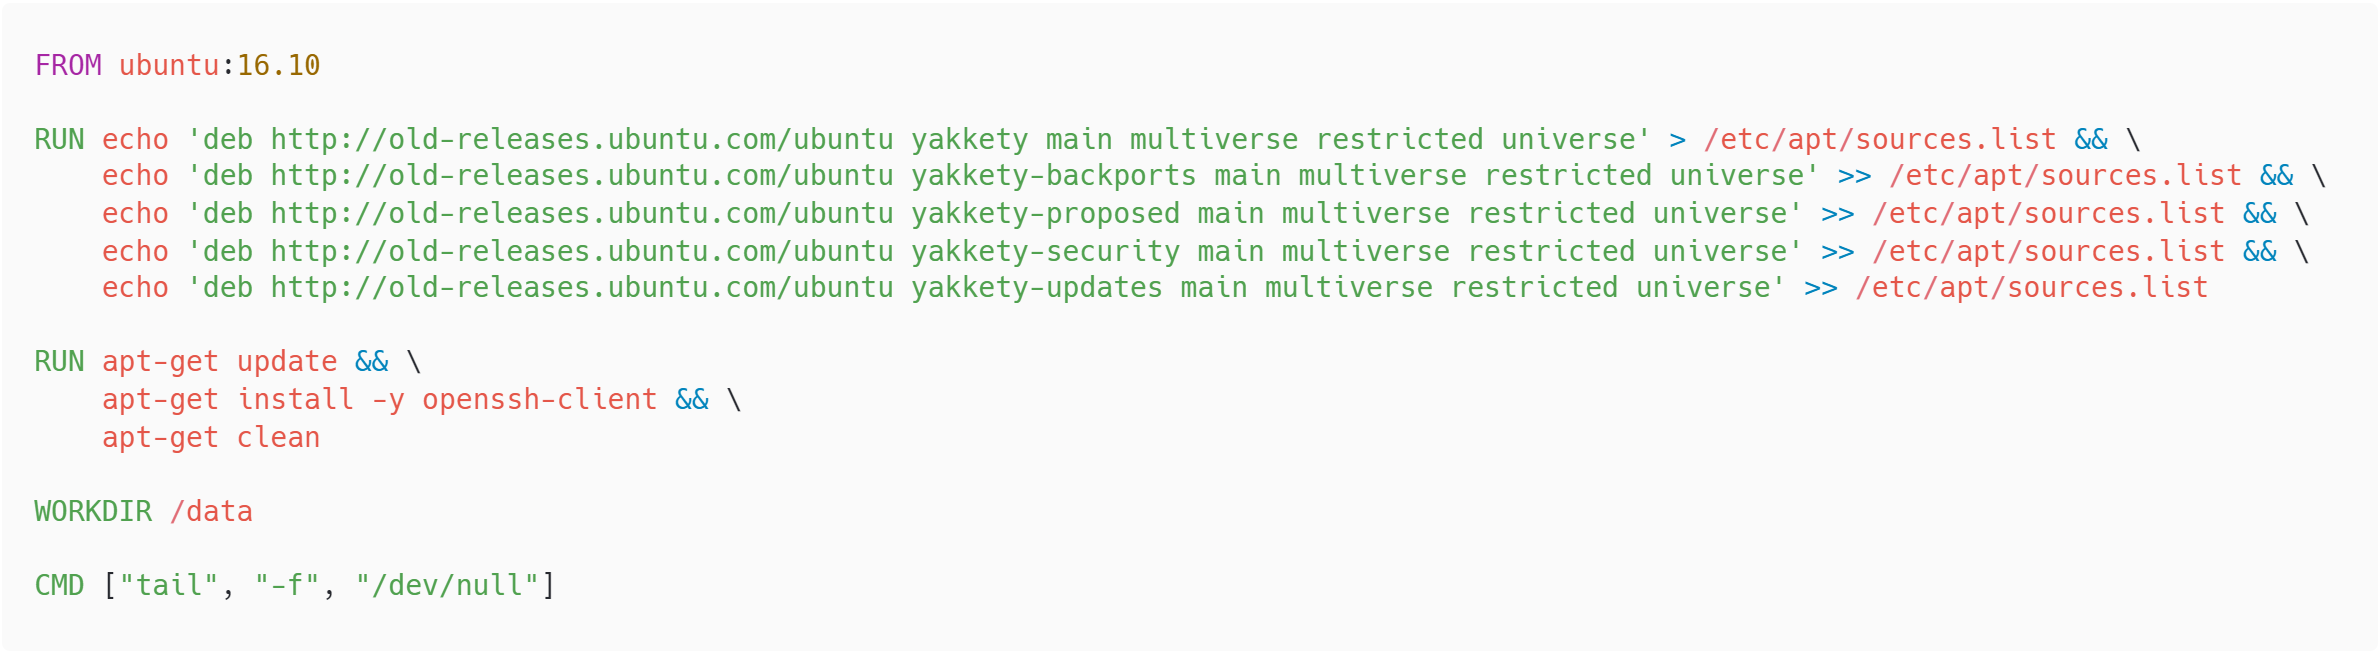 FROM ubuntu:16.10

RUN echo 'deb http://old-releases.ubuntu.com/ubuntu yakkety main multiverse restricted universe' > /etc/apt/sources.list && \
    echo 'deb http://old-releases.ubuntu.com/ubuntu yakkety-backports main multiverse restricted universe' >> /etc/apt/sources.list && \
    echo 'deb http://old-releases.ubuntu.com/ubuntu yakkety-proposed main multiverse restricted universe' >> /etc/apt/sources.list && \
    echo 'deb http://old-releases.ubuntu.com/ubuntu yakkety-security main multiverse restricted universe' >> /etc/apt/sources.list && \
    echo 'deb http://old-releases.ubuntu.com/ubuntu yakkety-updates main multiverse restricted universe' >> /etc/apt/sources.list

RUN apt-get update && \
    apt-get install -y openssh-client && \
    apt-get clean

WORKDIR /data

CMD ["tail", "-f", "/dev/null"]